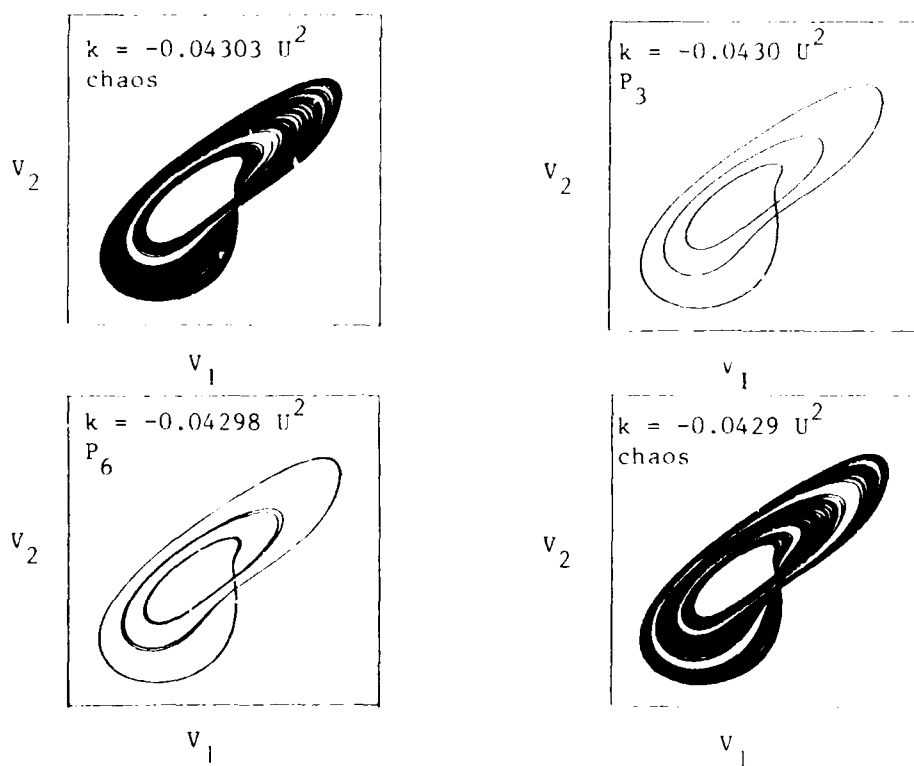 k = -0.04303 U²
chaos
V₂
V₁
k = -0.0430 U²
P₃
V₂
V₁
k = -0.04298 U²
P₆
V₂
V₁
k = -0.0429 U²
chaos
V₂
V₁